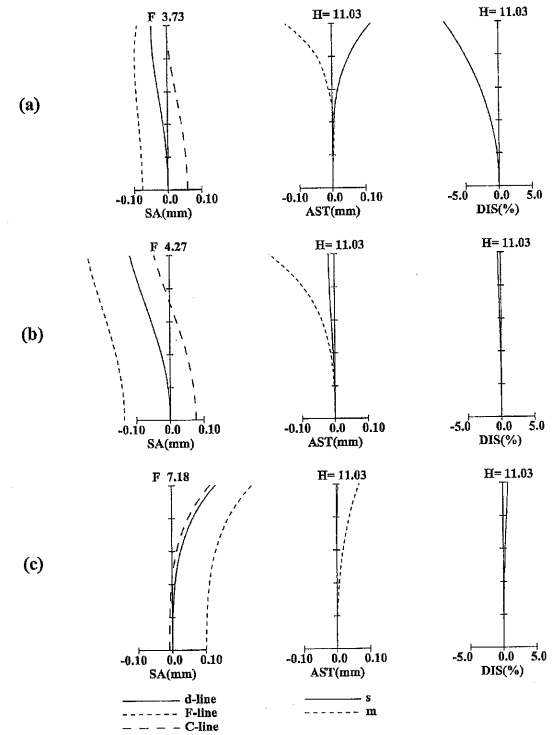 F 3.73 H= 11.03 H= 11.03
(a)
-0.10 0.0 0.10 -0.10 0.0 0.10 -5.0 0.0 5.0
SA(mm) AST(mm) DIS(%)
F 4.27 H= 11.03 H= 11.03
(b)
-0.10 0.0 0.10 -0.10 0.0 0.10 -5.0 0.0 5.0
SA(mm) AST(mm) DIS(%)
F 7.18 H= 11.03 H= 11.03
(c)
-0.10 0.0 0.10 -0.10 0.0 0.10 -5.0 0.0 5.0
SA(mm) AST(mm) DIS(%)
d-line s
F-line m
C-line